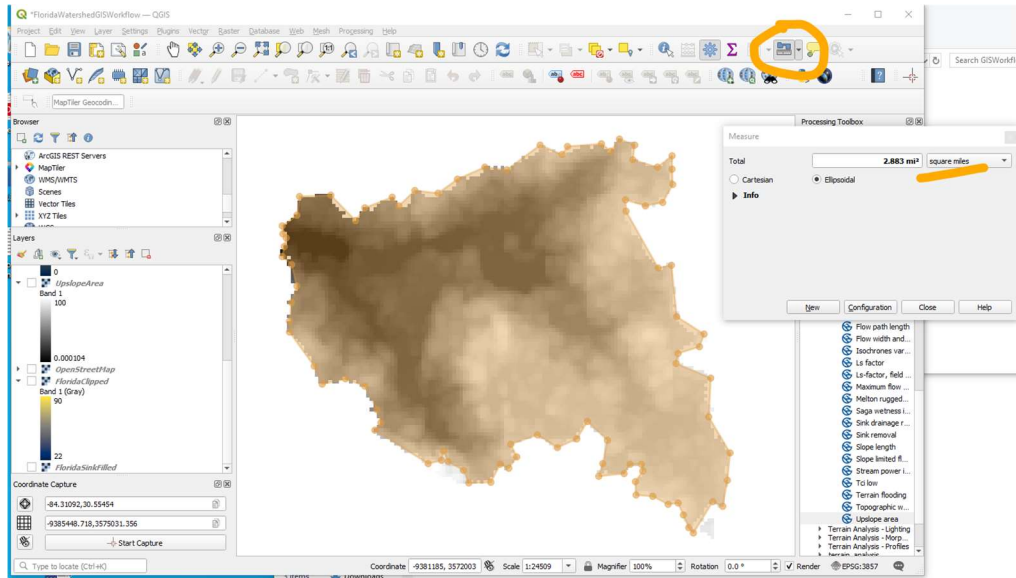 *FloridaWatershedGISWorkflow — QGIS
Project Edit View Layer Settings Plugins Vector Raster Database Web Mesh Processing Help
Search GISWorkfl
MapTiler Geocodin...
Browser
ArcGIS REST Servers
MapTiler
WMS/WMTS
Scenes
Vector Tiles
XYZ Tiles
Layers
0
UpslopeArea
Band 1
100
0.000104
OpenStreetMap
FloridaClipped
Band 1 (Gray)
90
22
FloridaSinkFilled
Coordinate Capture
-84.31092,30.55454
-9385448.718,3575031.356
Start Capture
Processing Toolbox
Measure
Total
2.883 mi²
square miles
Cartesian
Ellipsoidal
Info
New
Configuration
Close
Help
Flow path length
Flow width and...
Isochrones var...
Ls factor
Ls-factor, field ...
Maximum flow ...
Melton rugged...
Saga wetness i...
Sink drainage r...
Sink removal
Slope length
Slope limited fl...
Stream power i...
Tci low
Terrain flooding
Topographic w...
Upslope area
Terrain Analysis - Lighting
Terrain Analysis - Morp...
Terrain Analysis - Profiles
Type to locate (Ctrl+K)
Coordinate -9381185, 3572003 Scale 1:24509 Magnifier 100% Rotation 0.0 ° Render EPSG:3857